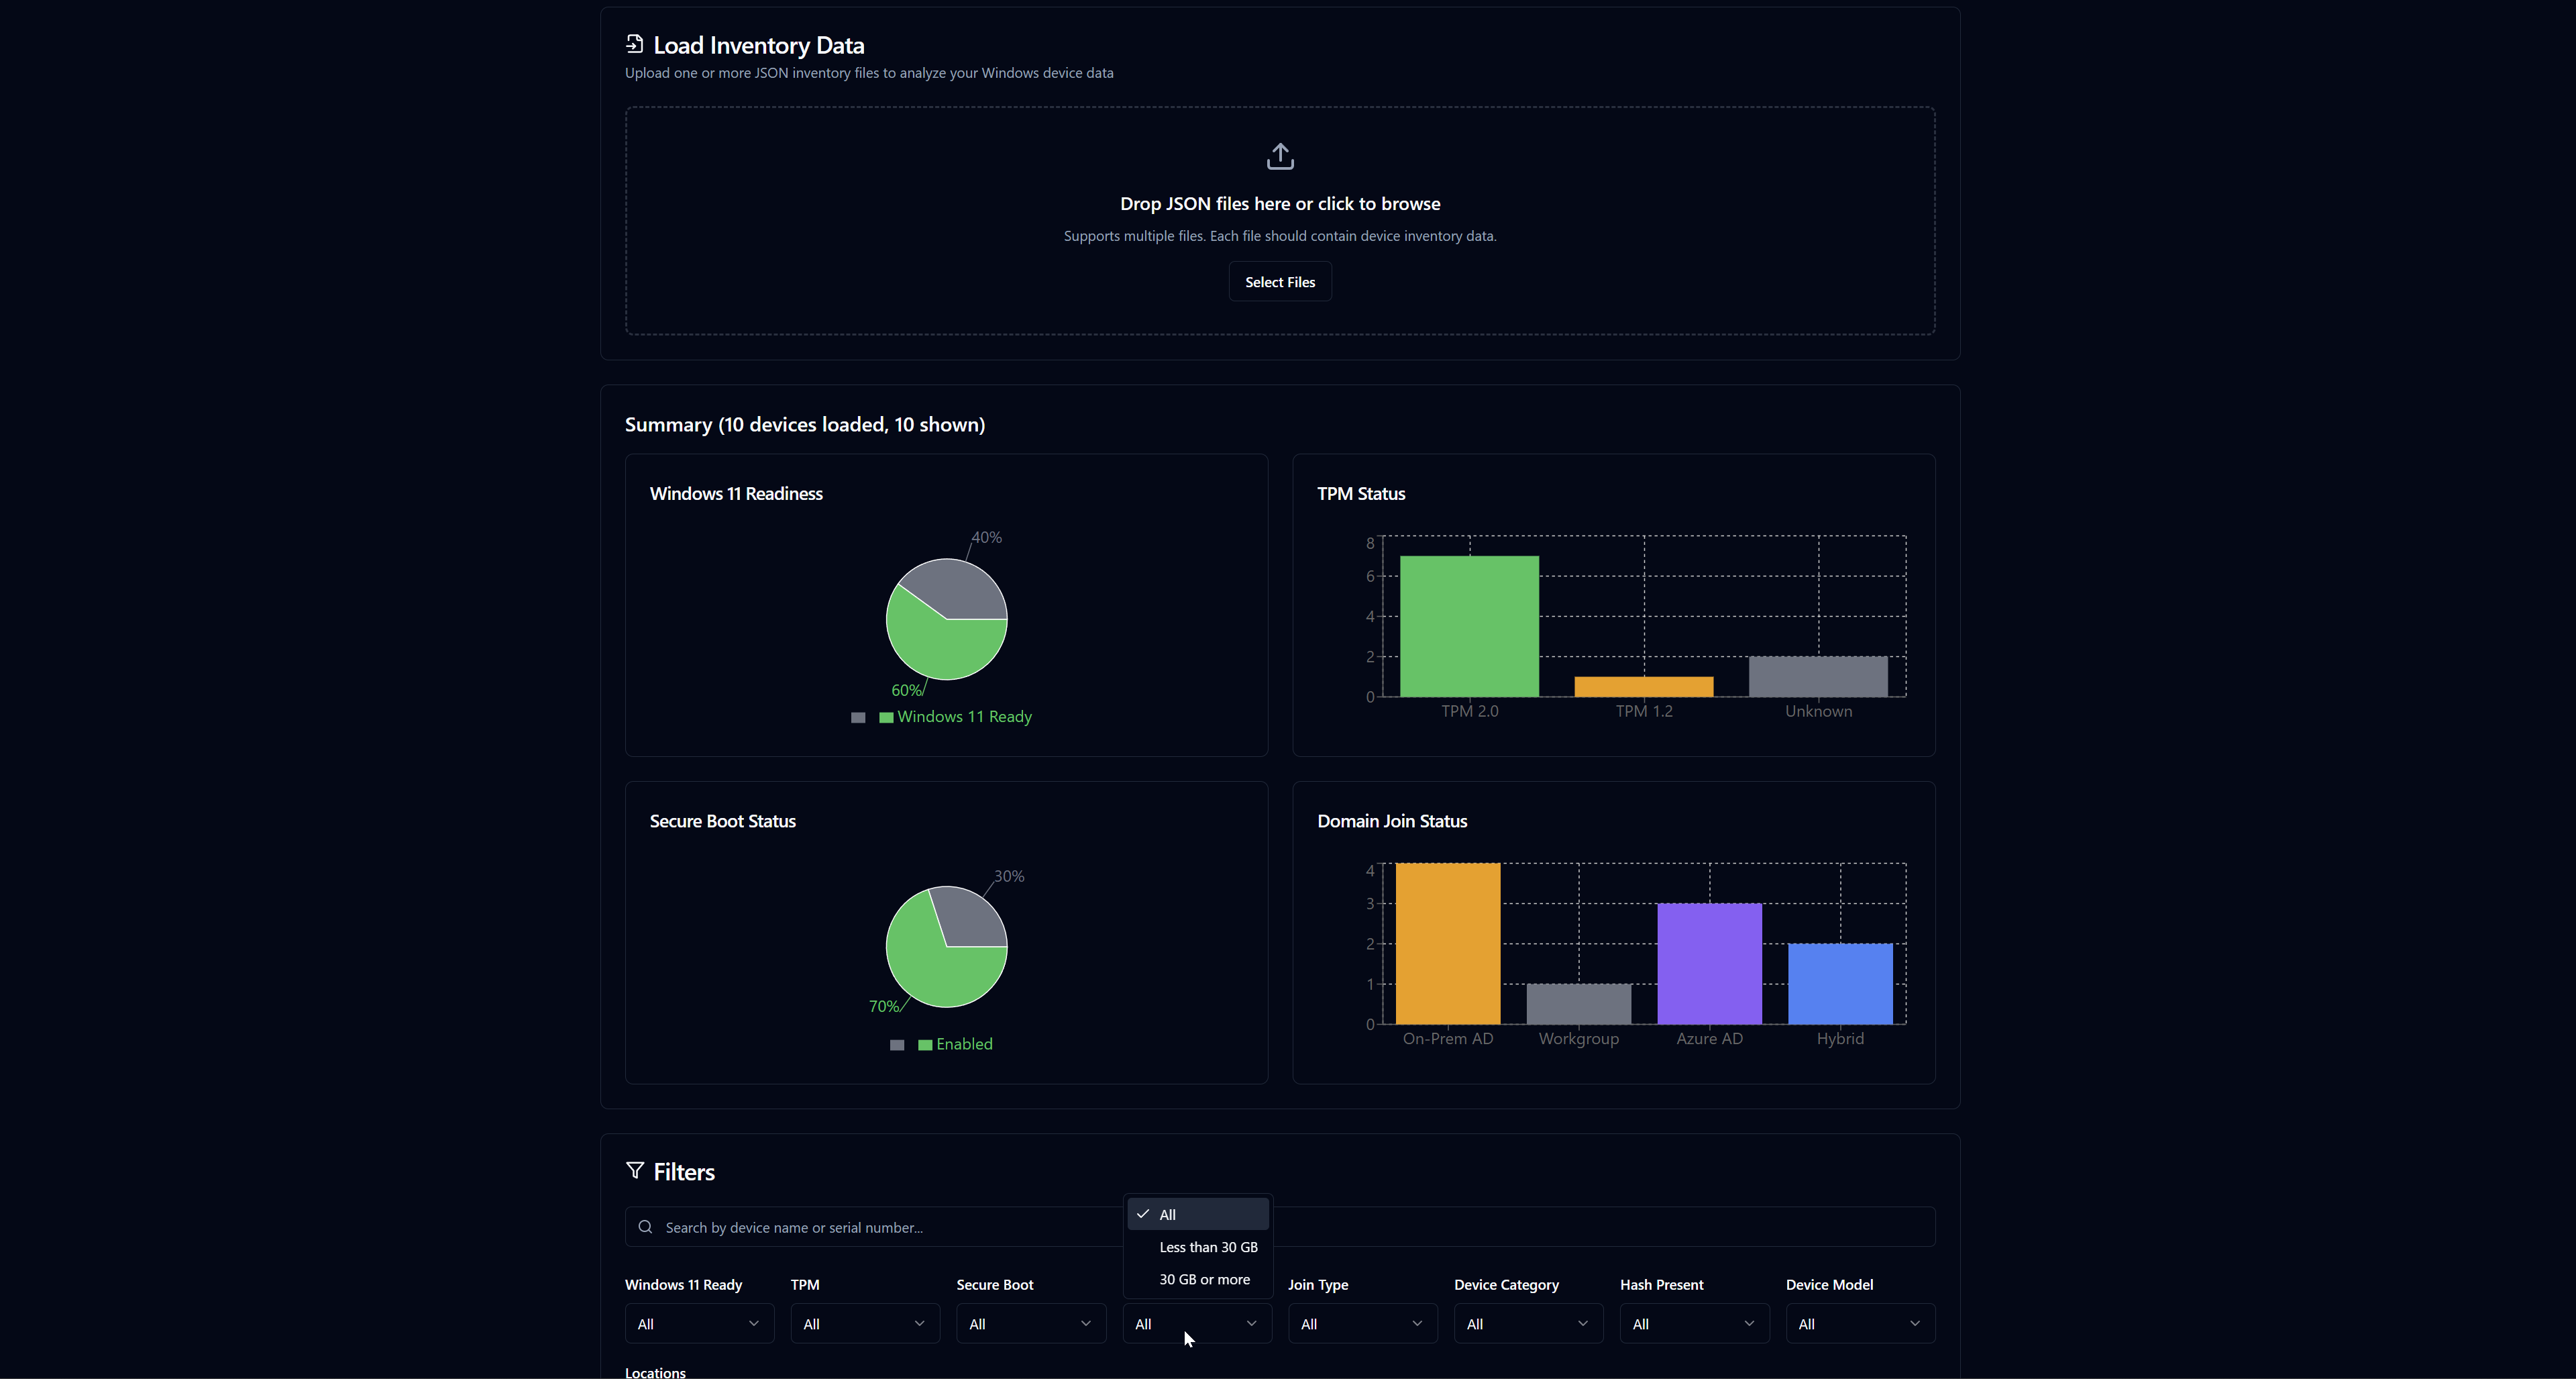 Load Inventory Data
Upload one or more JSON inventory files to analyze your Windows device data
Drop JSON files here or click to browse
Supports multiple files. Each file should contain device inventory data.
Select Files
Summary (10 devices loaded, 10 shown)
Windows 11 Readiness
40%
60%
Windows 11 Ready
TPM Status
8
6
4
2
0
TPM 2.0 TPM 1.2 Unknown
Secure Boot Status
30%
70%
Enabled
Domain Join Status
4
3
2
1
0
On-Prem AD Workgroup Azure AD Hybrid
Filters
Search by device name or serial number...
All
Less than 30 GB
30 GB or more
Windows 11 Ready TPM Secure Boot Join Type Device Category Hash Present Device Model
All All All All All All All All
Locations